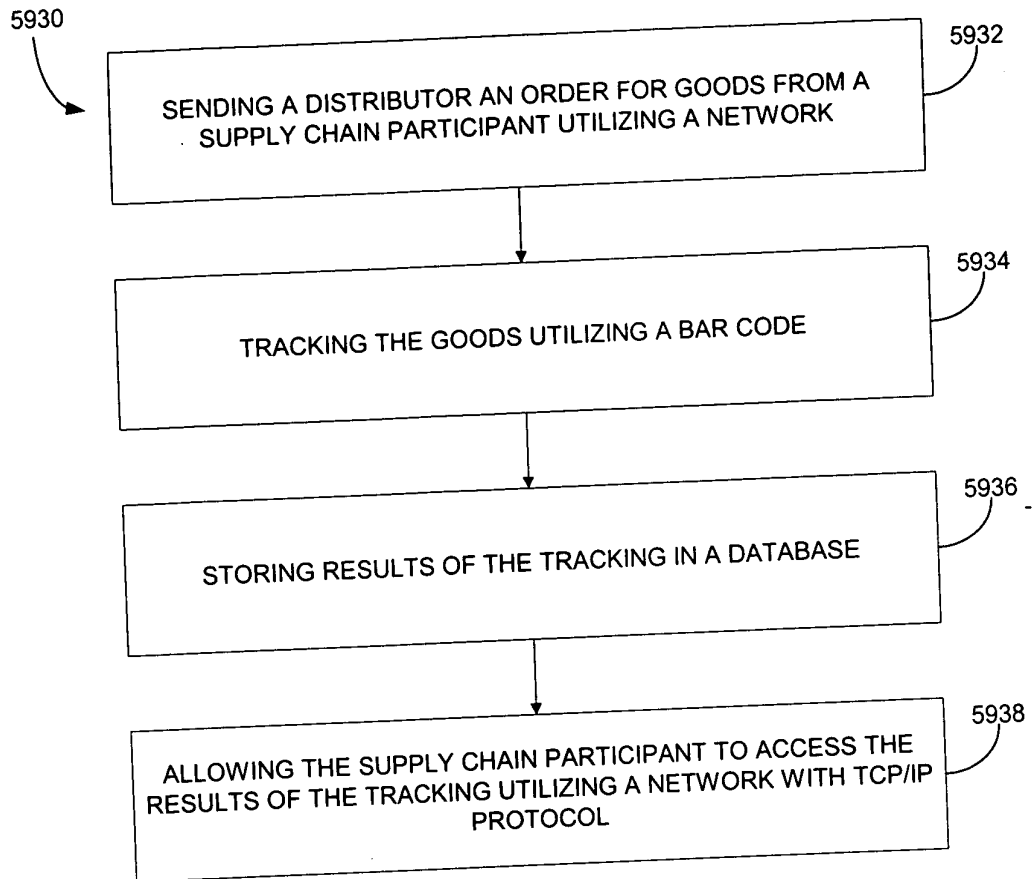 5930
5932
SENDING A DISTRIBUTOR AN ORDER FOR GOODS FROM A
SUPPLY CHAIN PARTICIPANT UTILIZING A NETWORK
5934
TRACKING THE GOODS UTILIZING A BAR CODE
5936
STORING RESULTS OF THE TRACKING IN A DATABASE
5938
ALLOWING THE SUPPLY CHAIN PARTICIPANT TO ACCESS THE
RESULTS OF THE TRACKING UTILIZING A NETWORK WITH TCP/IP
PROTOCOL